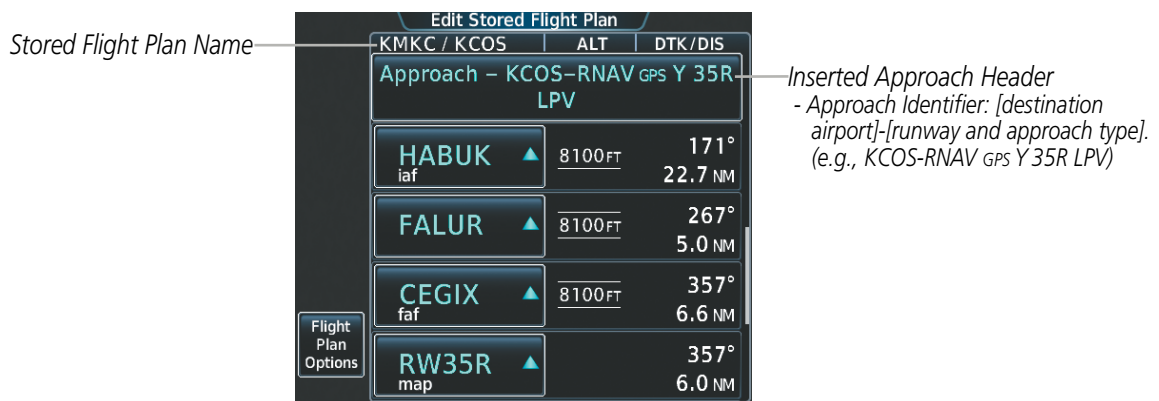 Edit Stored Flight Plan
Stored Flight Plan Name
KMKC / KCOS ALT DTK/DIS
Approach – KCOS–RNAV GPS Y 35R
LPV
Inserted Approach Header
- Approach Identifier: [destination
airport]-[runway and approach type].
(e.g., KCOS-RNAV GPS Y 35R LPV)
HABUK
iaf
8100FT
171°
22.7 NM
FALUR
8100FT
267°
5.0 NM
CEGIX
faf
8100FT
357°
6.6 NM
Flight
Plan
Options
RW35R
map
357°
6.0 NM